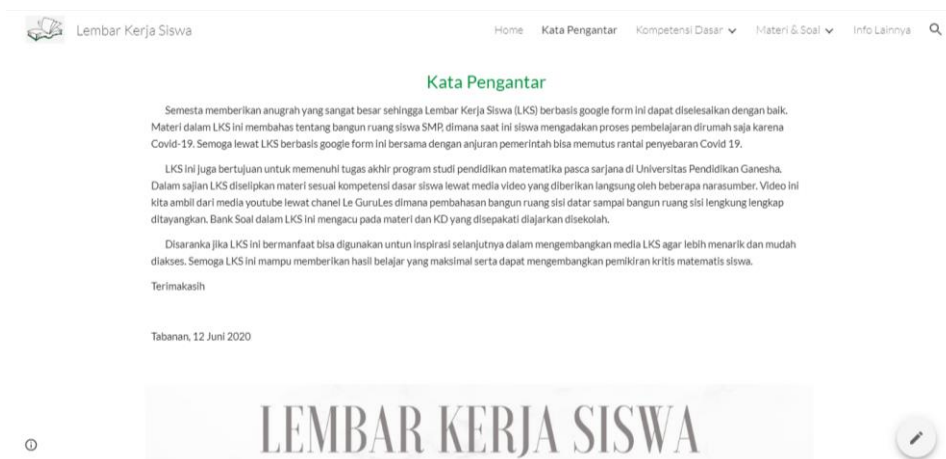 Lembar Kerja Siswa
Home Kata Pengantar Kompetensi Dasar Materi & Soal Info Lainnya
Kata Pengantar
Semesta memberikan anugrah yang sangat besar sehingga Lembar Kerja Siswa (LKS) berbasis google form ini dapat diselesaikan dengan baik.
Materi dalam LKS ini membahas tentang bangun ruang siswa SMP, dimana saat ini siswa mengadakan proses pembelajaran dirumah saja karena
Covid-19. Semoga lewat LKS berbasis google form ini bersama dengan anjuran pemerintah bisa memutus rantai penyebaran Covid 19.
LKS ini juga bertujuan untuk memenuhi tugas akhir program studi pendidikan matematika pasca sarjana di Universitas Pendidikan Ganesha.
Dalam sajian LKS diselipkan materi sesuai kompetensi dasar siswa lewat media video yang diberikan langsung oleh beberapa narasumber. Video ini
kita ambil dari media youtube lewat chanel Le GuruLes dimana pembahasan bangun ruang sisi datar sampai bangun ruang sisi lengkung lengkap
ditayangkan. Bank Soal dalam LKS ini mengacu pada materi dan KD yang disepakati diajarkan disekolah.
Disaranka jika LKS ini bermanfaat bisa digunakan untun inspirasi selanjutnya dalam mengembangkan media LKS agar lebih menarik dan mudah
diakses. Semoga LKS ini mampu memberikan hasil belajar yang maksimal serta dapat mengembangkan pemikiran kritis matematis siswa.
Terimakasih
Tabanan, 12 Juni 2020
LEMBAR KERJA SISWA